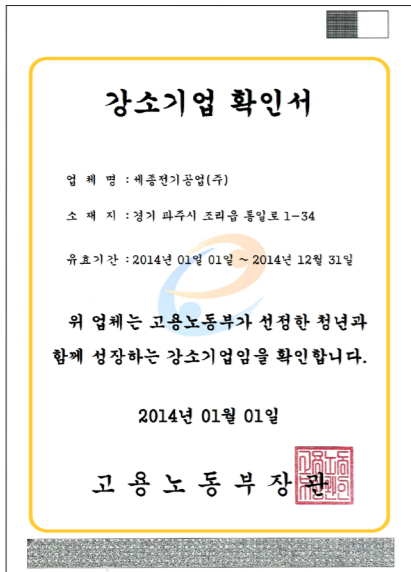 강소기업 확인서
업 체 명 : 세종전기공업(주)
소 재 지 : 경기 파주시 조리읍 통일로 1-34
유효기간 : 2014년 01일 01일 ~ 2014년 12월 31일
위 업체는 고용노동부가 선정한 청년과
함께 성장하는 강소기업임을 확인합니다.
2014년 01월 01일
고 용 노 동 부 장 관